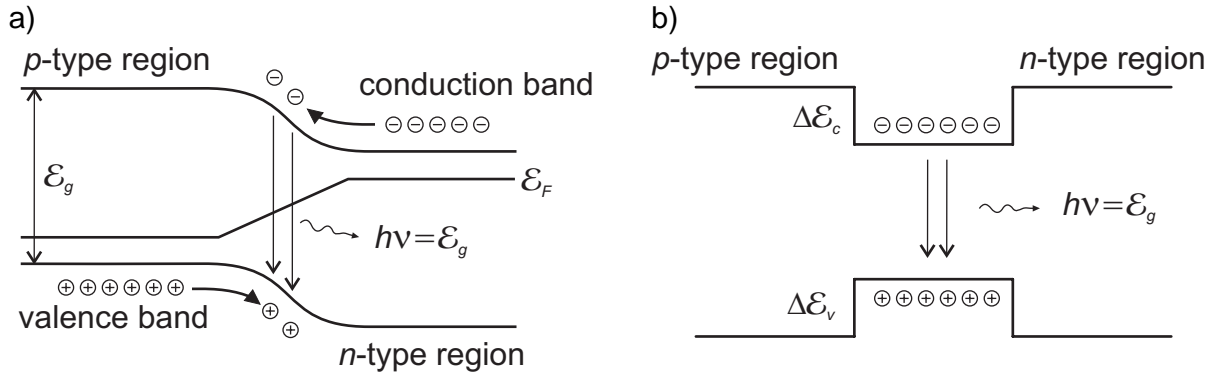 a)
p-type region
conduction band
⊖ ⊖
⊖ ⊖ ⊖ ⊖ ⊖
ℰg
ℰF
hν=ℰg
⊕ ⊕ ⊕ ⊕ ⊕ ⊕
valence band
⊕ ⊕
n-type region
b)
p-type region
n-type region
Δℰc
⊖ ⊖ ⊖ ⊖ ⊖ ⊖
hν=ℰg
Δℰv
⊕ ⊕ ⊕ ⊕ ⊕ ⊕